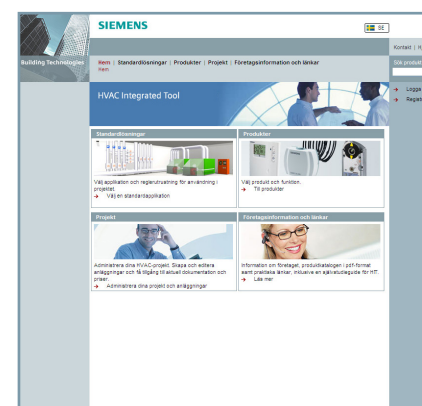 SIEMENS
SE
Kontakt |
Building Technologies
Hem | Standardlösningar | Produkter | Projekt | Företagsinformation och länkar
Hem
Sök produkt
HVAC Integrated Tool
Logga
Standardlösningar
Produkter
Välj applikation och reglerutrustning för användning i
projektet.
Välj en standardapplikation
Välj produkt och funktion.
Till produkter
Projekt
Företagsinformation och länkar
Administrera dina HVAC-projekt. Skapa och editera
anläggningar och få tillgång till aktuell dokumentation och
priser.
Administrera dina projekt och anläggningar
Information om företaget, produktkatalogen i pdf-format
samt praktiska länkar, inklusive en självstudieguide för HIT.
Läs mer